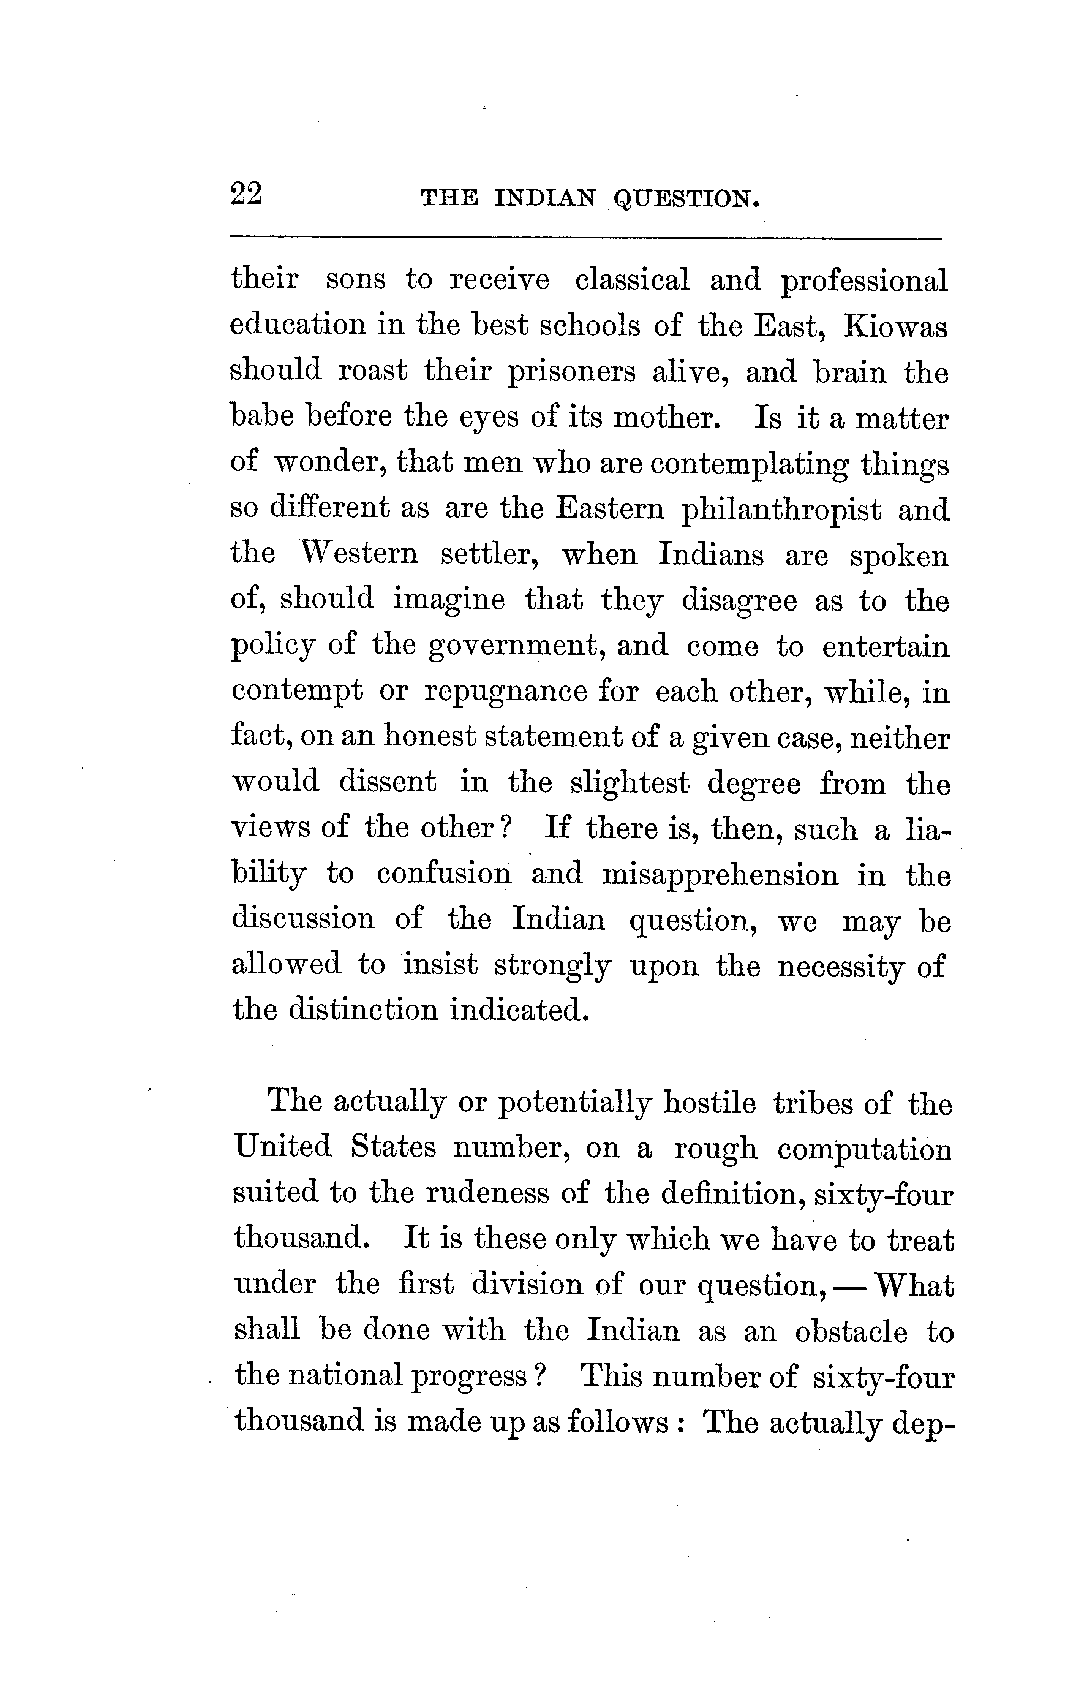 22 THE INDIAN QUESTION.
their sons to receive classical and professional
education in the best schools of the East, Kiowas
should roast their prisoners alive, and brain the
babe before the eyes of its mother. Is it a matter
of wonder, that men who are contemplating things
so different as are the Eastern philanthropist and
the Western settler, when Indians are spoken
of, should imagine that they disagree as to the
policy of the government, and come to entertain
contempt or repugnance for each other, while, in
fact, on an honest statement of a given case, neither
would dissent in the slightest degree from the
views of the other? If there is, then, such a lia-
bility to confusion and misapprehension in the
discussion of the Indian question, we may be
allowed to insist strongly upon the necessity of
the distinction indicated.
The actually or potentially hostile tribes of the
United States number, on a rough computation
suited to the rudeness of the definition, sixty-four
thousand. It is these only which we have to treat
under the first division of our question, — What
shall be done with the Indian as an obstacle to
the national progress? This number of sixty-four
thousand is made up as follows: The actually dep-